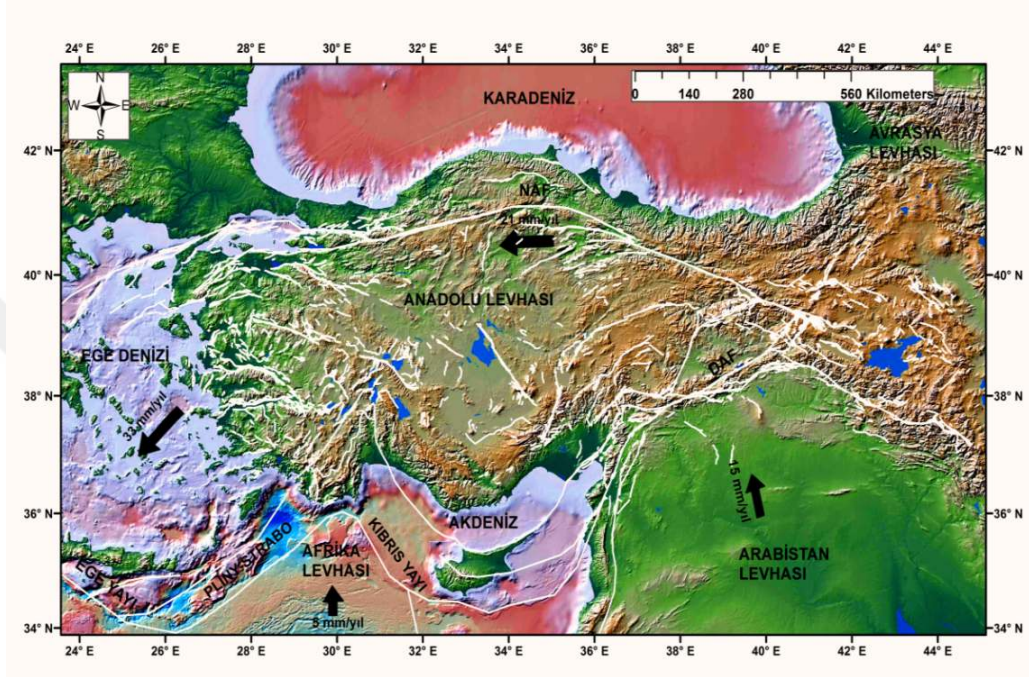 24° E 26° E 28° E 30° E 32° E 34° E 36° E 38° E 40° E 42° E 44° E
N
W E
S
0 140 280 560 Kilometers
KARADENİZ
AVRASYA
LEVHASI
42° N 42° N
NAF
21 mm/yıl
40° N 40° N
ANADOLU LEVHASI
EGE DENİZİ
DAF
38° N 38° N
33 mm/yıl
15 mm/yıl
36° N 36° N
AKDENİZ
PLINY-STRABO
KIBRIS YAYI
AFRİKA
LEVHASI
ARABİSTAN
LEVHASI
EGE YAYI
5 mm/yıl
34° N 34° N
24° E 26° E 28° E 30° E 32° E 34° E 36° E 38° E 40° E 42° E 44° E